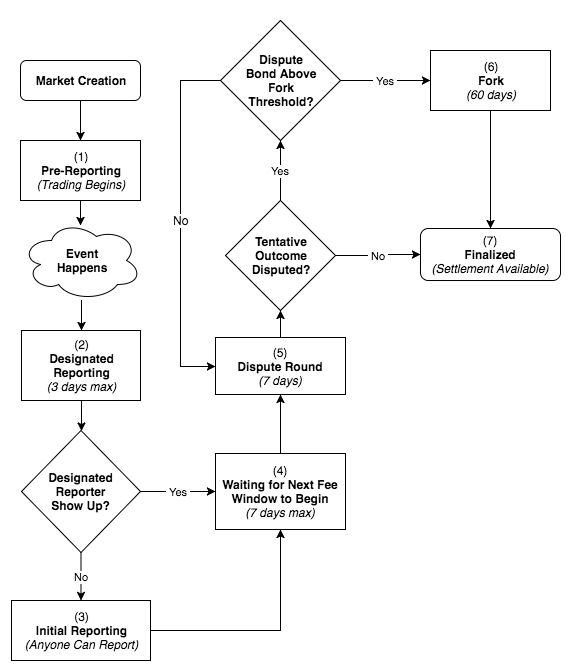 Market Creation
(1)
Pre-Reporting
(Trading Begins)
Event
Happens
(2)
Designated
Reporting
(3 days max)
Designated
Reporter
Show Up?
Yes
No
(3)
Initial Reporting
(Anyone Can Report)
(4)
Waiting for Next Fee
Window to Begin
(7 days max)
(5)
Dispute Round
(7 days)
Tentative
Outcome
Disputed?
No
Yes
Dispute
Bond Above
Fork
Threshold?
No
Yes
(6)
Fork
(60 days)
(7)
Finalized
(Settlement Available)